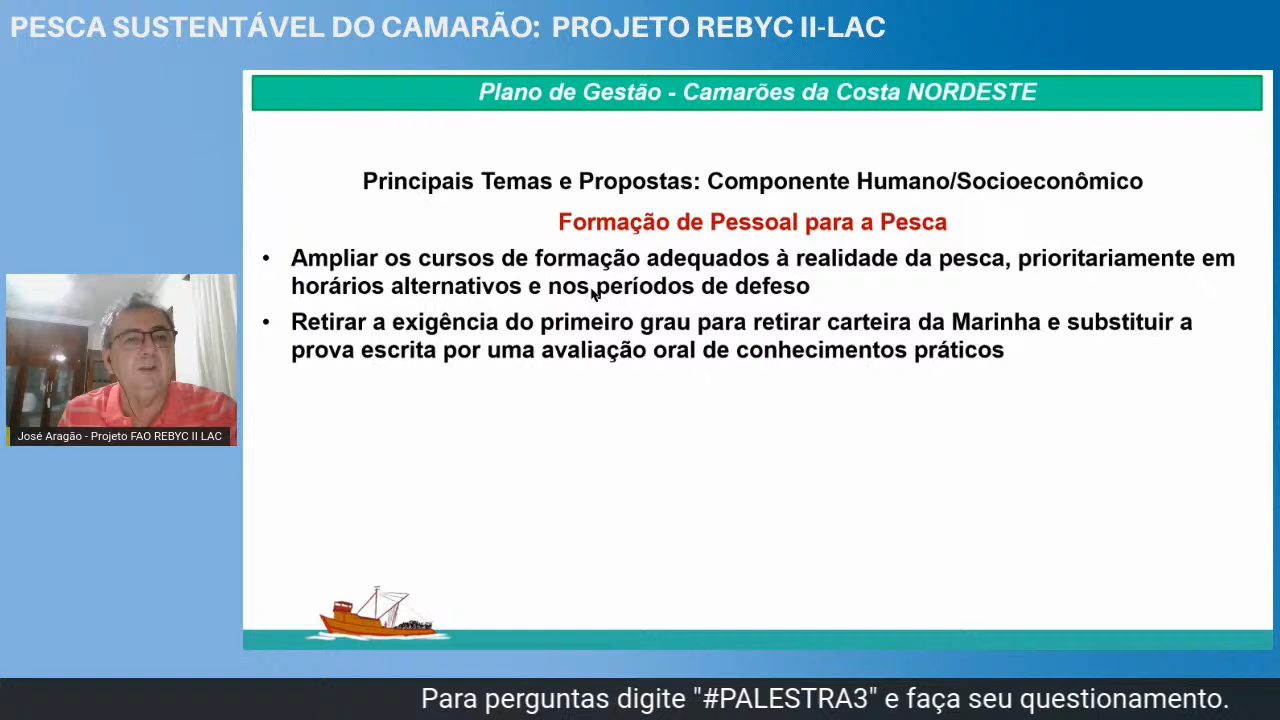 PESCA SUSTENTÁVEL DO CAMARÃO: PROJETO REBYC II-LAC
Plano de Gestão - Camarões da Costa NORDESTE
Principais Temas e Propostas: Componente Humano/Socioeconômico
Formação de Pessoal para a Pesca
• Ampliar os cursos de formação adequados à realidade da pesca, prioritariamente em
horários alternativos e nos períodos de defeso
• Retirar a exigência do primeiro grau para retirar carteira da Marinha e substituir a
prova escrita por uma avaliação oral de conhecimentos práticos
José Aragão - Projeto FAO REBYC II LAC
Para perguntas digite "#PALESTRA3" e faça seu questionamento.